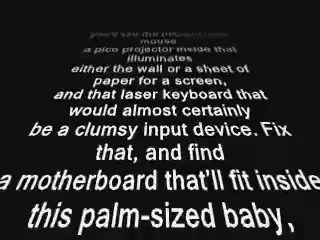 mouse
a pico projector inside that
illuminates
either the wall or a sheet of
paper for a screen,
and that laser keyboard that
would almost certainly
be a clumsy input device. Fix
that, and find
a motherboard that'll fit inside
this palm-sized baby,